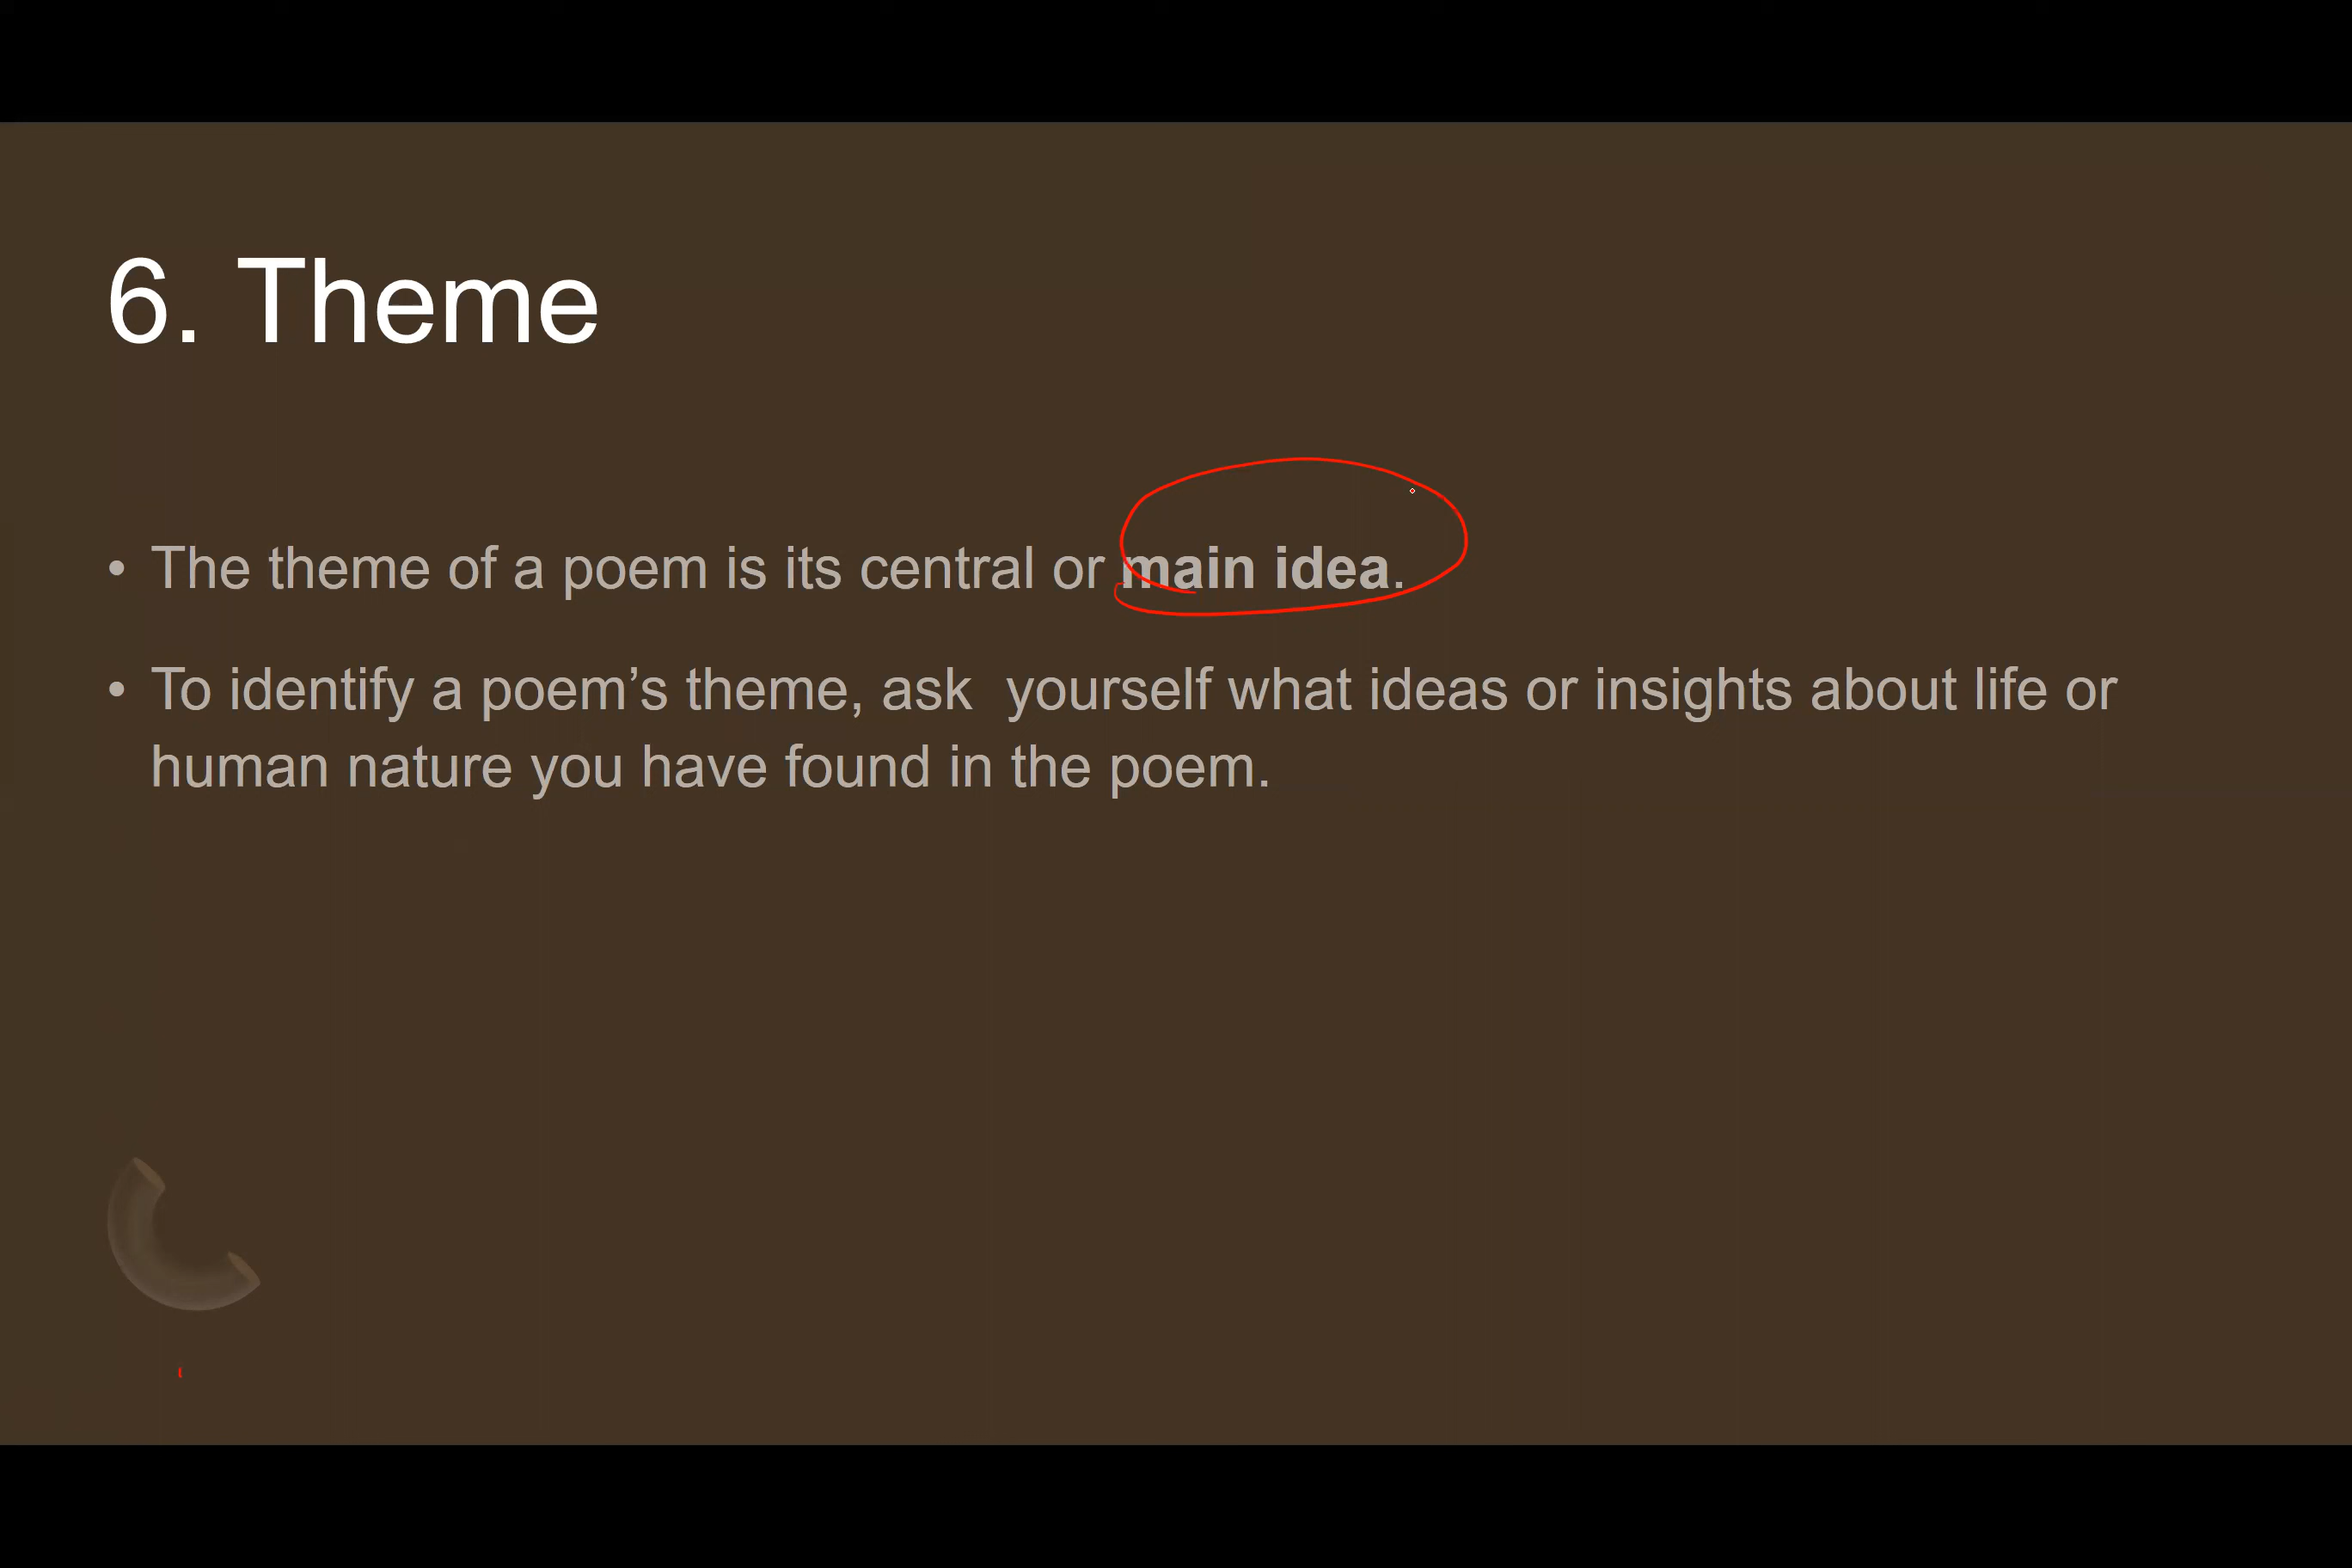 6. Theme
• The theme of a poem is its central or main idea.
• To identify a poem’s theme, ask  yourself what ideas or insights about life or
human nature you have found in the poem.